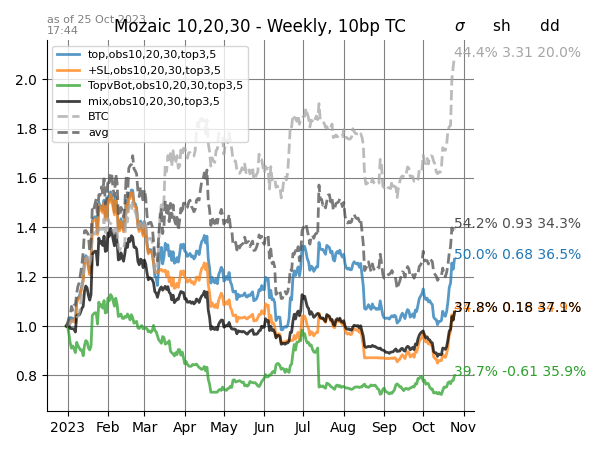 as of 25 Oct 2023
17:44
Mozaic 10,20,30 - Weekly, 10bp TC
σ sh dd
44.4% 3.31 20.0%
2.0
1.8
1.6
1.4
1.2
1.0
0.8
top,obs10,20,30,top3,5
+SL,obs10,20,30,top3,5
TopvBot,obs10,20,30,top3,5
mix,obs10,20,30,top3,5
BTC
avg
54.2% 0.93 34.3%
50.0% 0.68 36.5%
0.18 37.1%
39.7% -0.61 35.9%
2023 Feb Mar Apr May Jun Jul Aug Sep Oct Nov